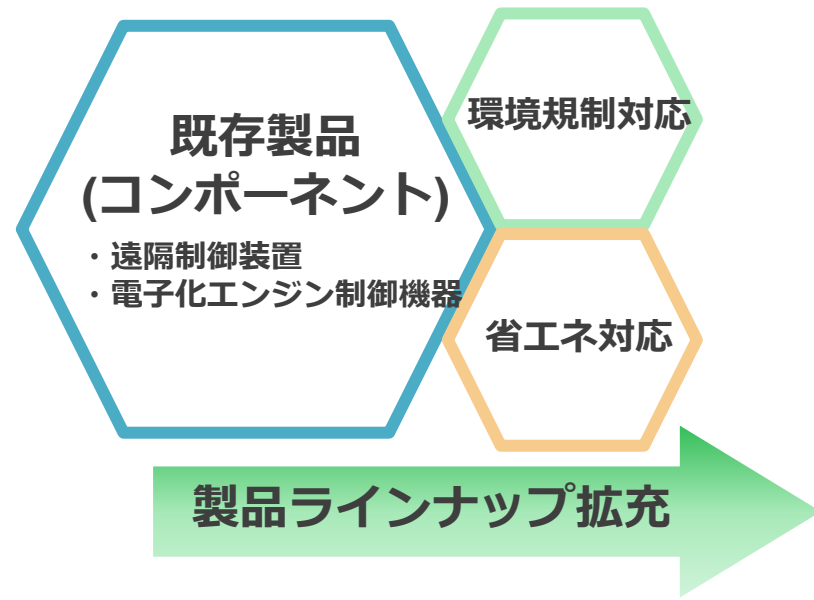 既存製品
(コンポーネント)
・遠隔制御装置
・電子化エンジン制御機器
環境規制対応
省エネ対応
製品ラインナップ拡充